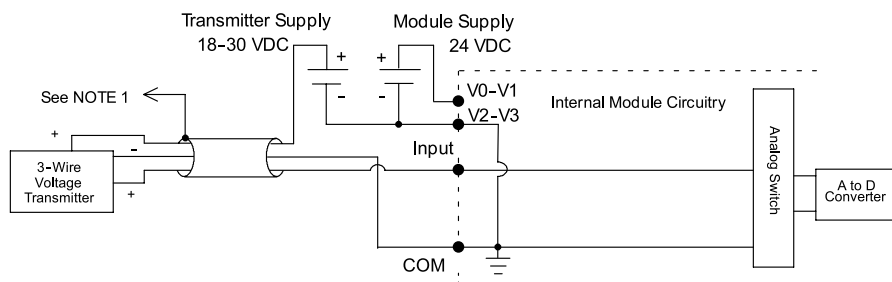 Transmitter Supply
18-30 VDC
Module Supply
24 VDC
+
+
-
-
V0-V1
V2-V3
Internal Module Circuitry
See NOTE 1
+
-
+
3-Wire
Voltage
Transmitter
Input
COM
Analog Switch
A to D
Converter